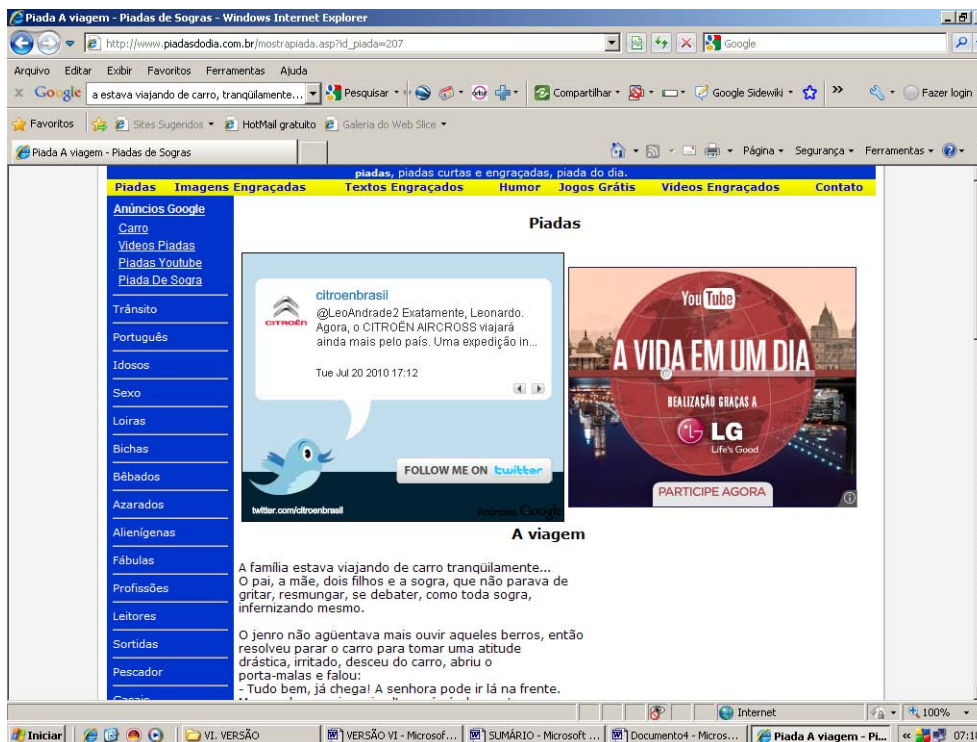 Piada A viagem - Piadas de Sogras - Windows Internet Explorer
http://www.piadasdodia.com.br/mostrapiada.asp?id_piada=207
Google
Arquivo Editar Exibir Favoritos Ferramentas Ajuda
x Google a estava viajando de carro, tranqüilamente... Pesquisar Compartilhar Google Sidewiki » Fazer login
Favoritos Sites Sugeridos HotMail gratuito Galeria do Web Slice
Piada A viagem - Piadas de Sogras Página Segurança Ferramentas
piadas, piadas curtas e engraçadas, piada do dia.
Piadas Imagens Engraçadas Textos Engraçados Humor Jogos Grátis Videos Engraçados Contato
Anúncios Google
Carro
Videos Piadas
Piadas Youtube
Piada De Sogra
Trânsito
Português
Idosos
Sexo
Loiras
Bichas
Bêbados
Azarados
Alienígenas
Fábulas
Profissões
Leitores
Sortidas
Pescador
Casais
Piadas
CITROËN
citroenbrasil
@LeoAndrade2 Exatamente, Leonardo.
Agora, o CITROËN AIRCROSS viajará
ainda mais pelo país. Uma expedição in...
Tue Jul 20 2010 17:12
FOLLOW ME ON twitter
twitter.com/citroenbrasil
Anúncios Google
YouTube
A VIDA EM UM DIA
REALIZAÇÃO GRAÇAS A
LG
Life's Good
PARTICIPE AGORA
A viagem
A família estava viajando de carro tranqüilamente...
O pai, a mãe, dois filhos e a sogra, que não parava de
gritar, resmungar, se debater, como toda sogra,
infernizando mesmo.
O jenro não agüentava mais ouvir aqueles berros, então
resolveu parar o carro para tomar uma atitude
drástica, irritado, desceu do carro, abriu o
porta-malas e falou:
- Tudo bem, já chega! A senhora pode ir lá na frente.
Internet 100%
Iniciar VI. VERSÃO VERSÃO VI - Microsof... SUMÁRIO - Microsoft ... Documento4 - Micros... Piada A viagem - Pi... « 07:1